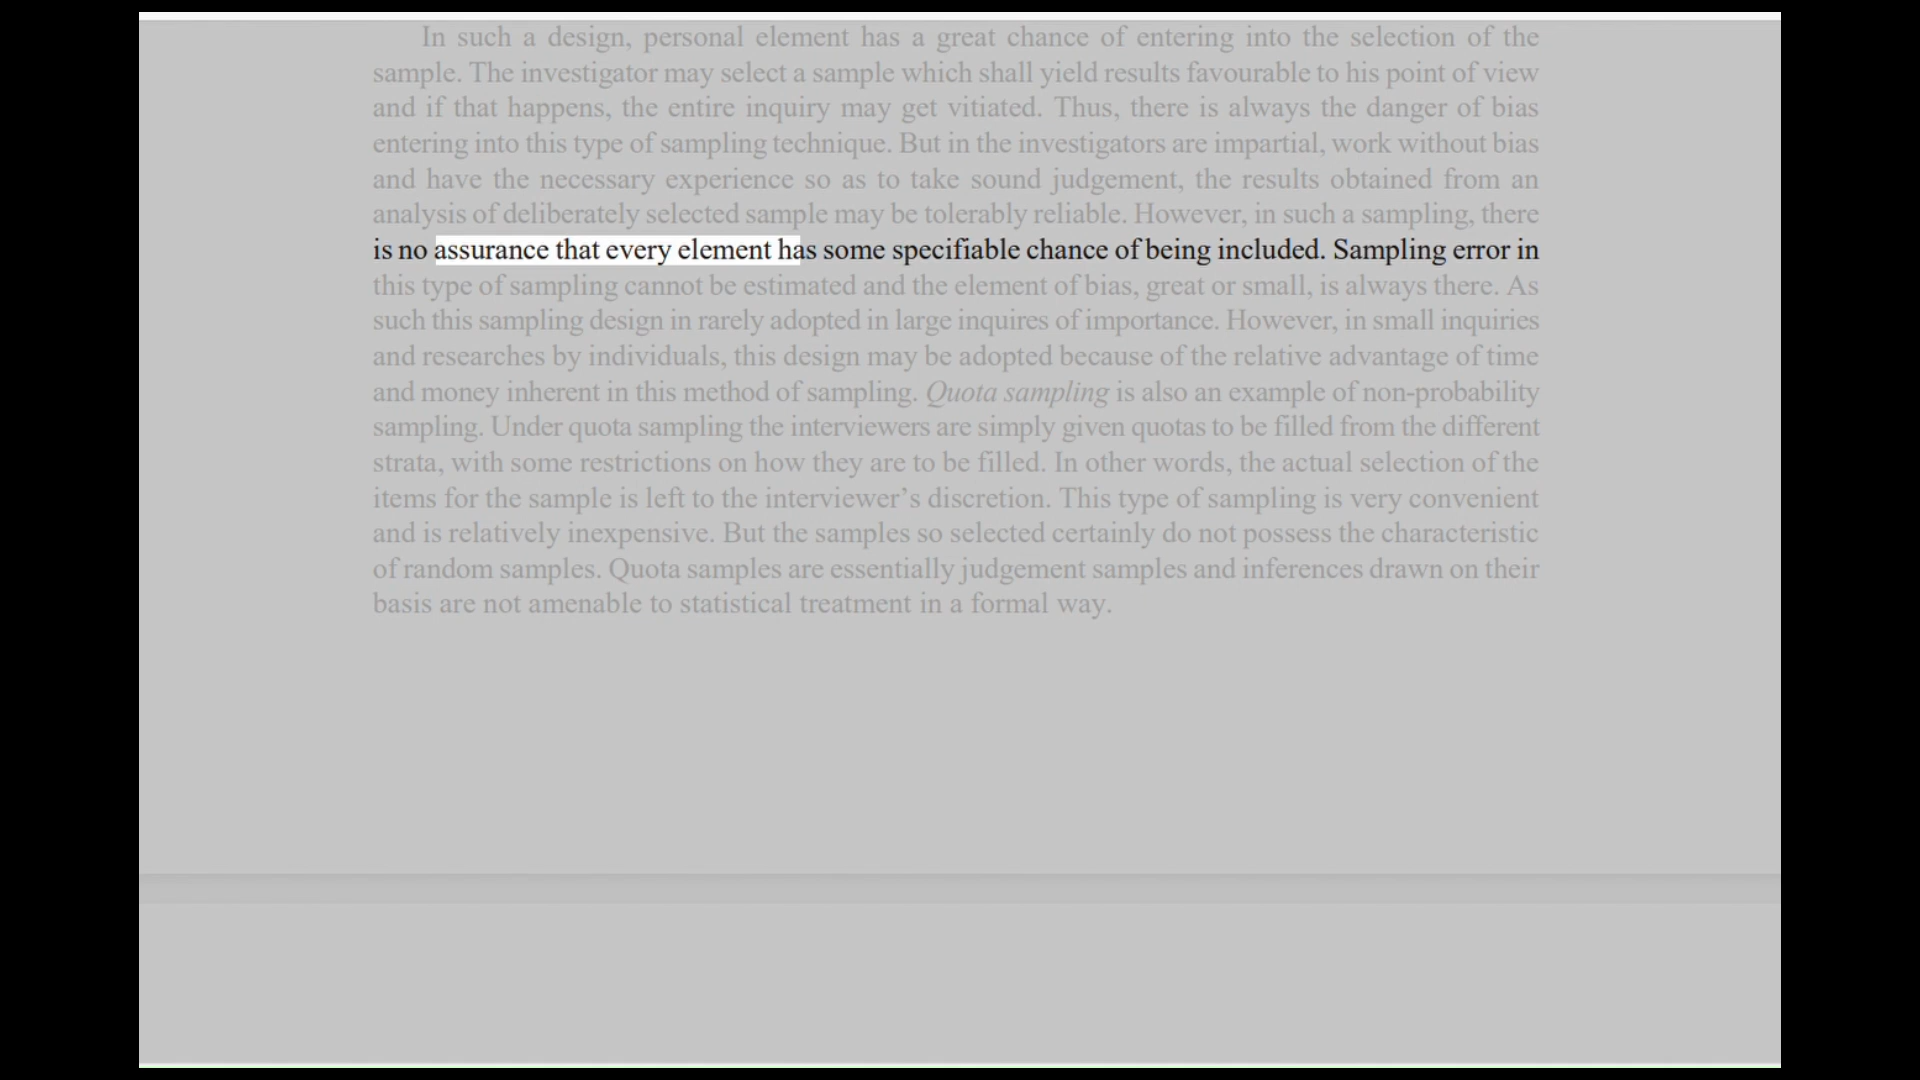 In such a design, personal element has a great chance of entering into the selection of the
sample. The investigator may select a sample which shall yield results favourable to his point of view
and if that happens, the entire inquiry may get vitiated. Thus, there is always the danger of bias
entering into this type of sampling technique. But in the investigators are impartial, work without bias
and have the necessary experience so as to take sound judgement, the results obtained from an
analysis of deliberately selected sample may be tolerably reliable. However, in such a sampling, there
is no assurance that every element has some specifiable chance of being included. Sampling error in
this type of sampling cannot be estimated and the element of bias, great or small, is always there. As
such this sampling design in rarely adopted in large inquires of importance. However, in small inquiries
and researches by individuals, this design may be adopted because of the relative advantage of time
and money inherent in this method of sampling. Quota sampling is also an example of non-probability
sampling. Under quota sampling the interviewers are simply given quotas to be filled from the different
strata, with some restrictions on how they are to be filled. In other words, the actual selection of the
items for the sample is left to the interviewer’s discretion. This type of sampling is very convenient
and is relatively inexpensive. But the samples so selected certainly do not possess the characteristic
of random samples. Quota samples are essentially judgement samples and inferences drawn on their
basis are not amenable to statistical treatment in a formal way.